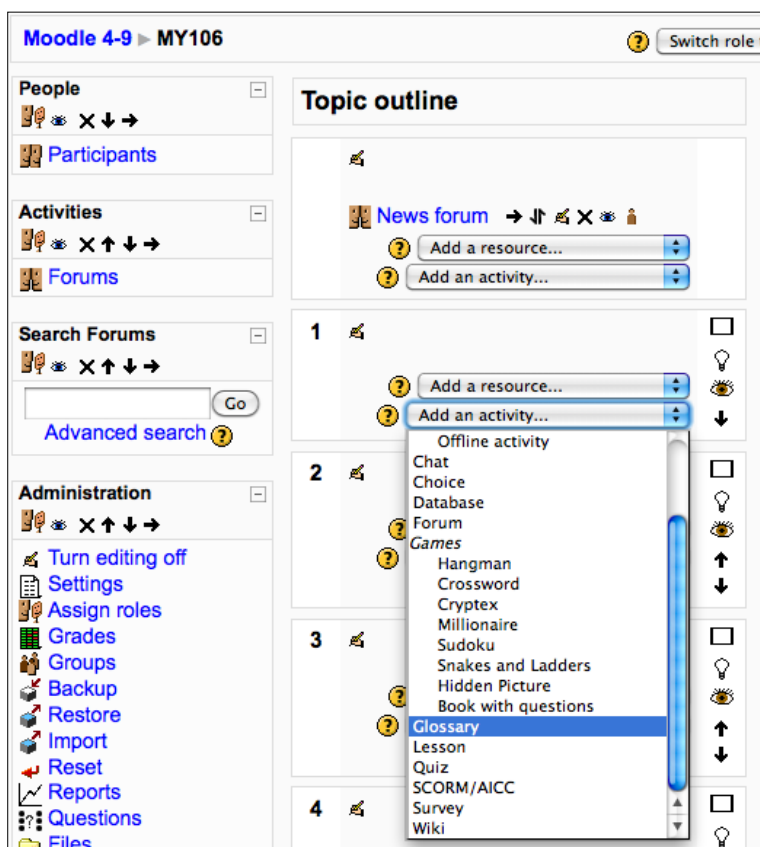 Moodle 4-9 ► MY106
Switch role
People
Participants
Activities
Forums
Search Forums
Go
Advanced search
Administration
Turn editing off
Settings
Assign roles
Grades
Groups
Backup
Restore
Import
Reset
Reports
Questions
Files
Topic outline
News forum
Add a resource...
Add an activity...
1
Add a resource...
Add an activity...
Offline activity
Chat
Choice
Database
Forum
Games
Hangman
Crossword
Cryptex
Millionaire
Sudoku
Snakes and Ladders
Hidden Picture
Book with questions
Glossary
Lesson
Quiz
SCORM/AICC
Survey
Wiki
2
3
4